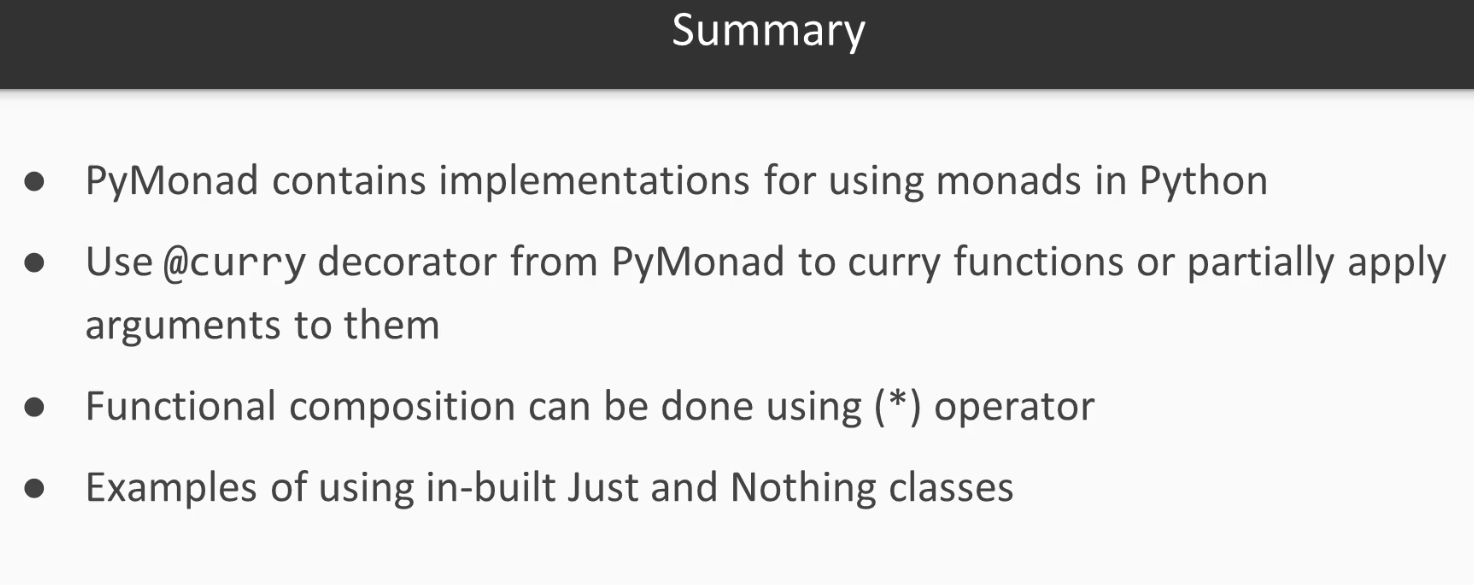 Summary
● PyMonad contains implementations for using monads in Python
● Use @curry decorator from PyMonad to curry functions or partially apply
arguments to them
● Functional composition can be done using (*) operator
● Examples of using in-built Just and Nothing classes